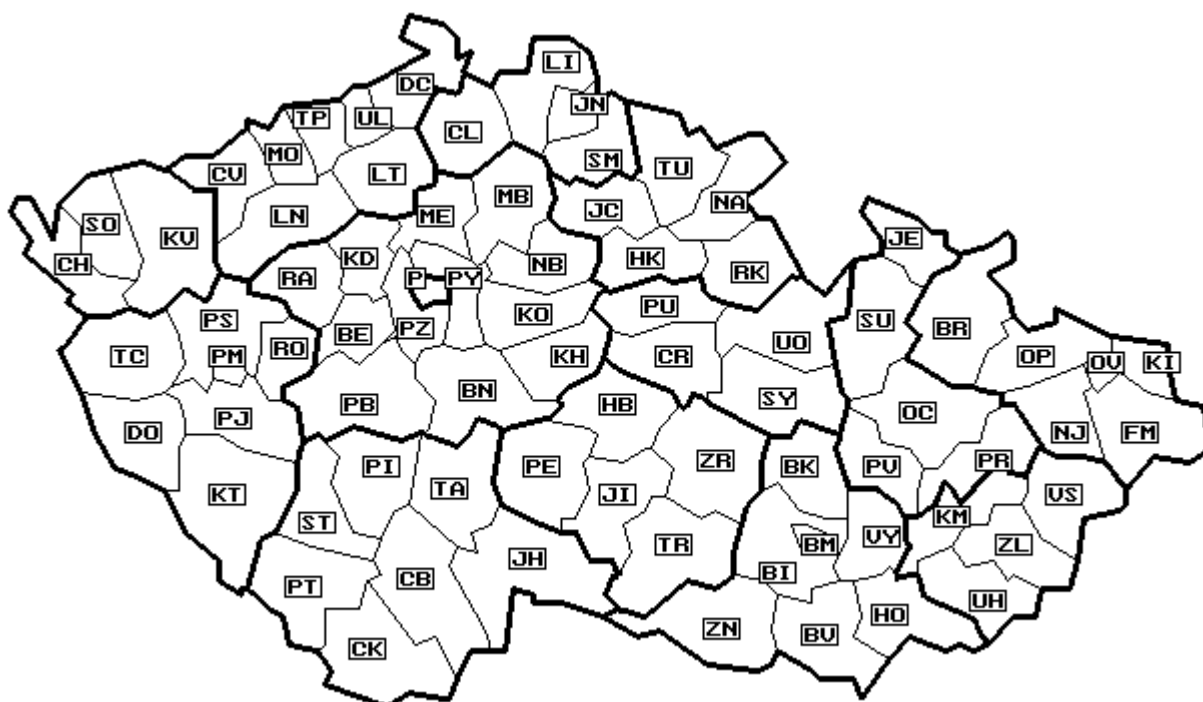 LI
DC
JN
TP
UL
CL
MO
SM
CV
LT
TU
MB
NA
SO
LN
ME
JC
KV
JE
CH
KD
HK
RA
P
PY
NB
RK
PS
KO
PU
SU
BR
BE
PZ
UO
TC
PM
RO
KH
CR
OP
OV
KI
PB
BN
HB
SY
OC
DO
PJ
NJ
FM
PI
PE
ZR
BK
PV
PR
KT
TA
JI
VS
ST
KM
TR
BM
VY
ZL
PT
CB
JH
BI
UH
CK
ZN
BV
HO